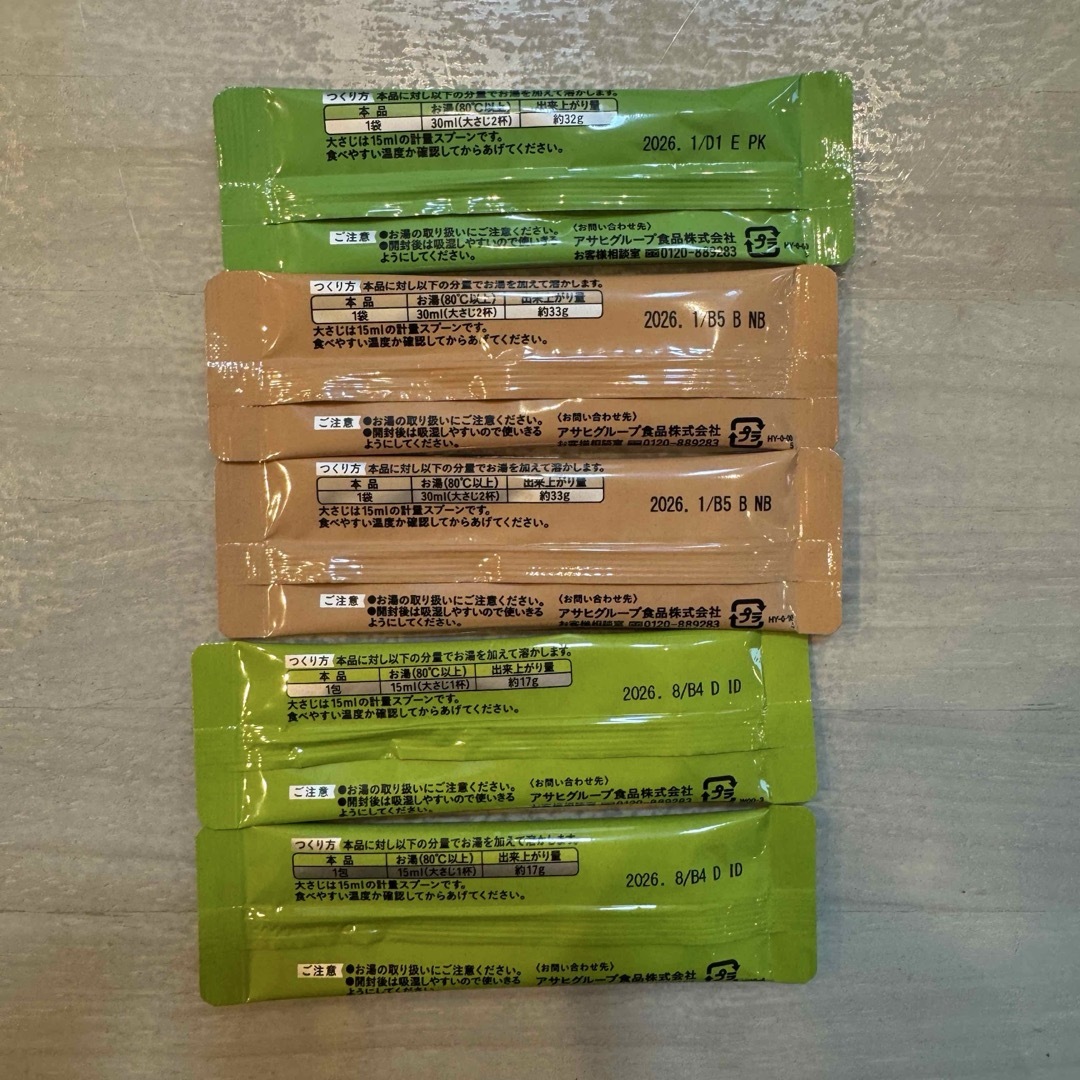 つくり方 本品に対し以下の分量でお湯を加えて溶かします。
本品 お湯(80℃以上) 出来上がり量
1袋 30ml(大さじ2杯) 約32g
大さじは15mlの計量スプーンです。
食べやすい温度か確認してからあげてください。
2026. 1/D1 E PK
ご注意 ●お湯の取り扱いにご注意ください。
●開封後は吸湿しやすいので使いきる
ようにしてください。
〈お問い合わせ先〉
アサヒグループ食品株式会社
お客様相談室 0120-889283
プラ
つくり方 本品に対し以下の分量でお湯を加えて溶かします。
本品 お湯(80℃以上) 出来上がり量
1袋 30ml(大さじ2杯) 約33g
大さじは15mlの計量スプーンです。
食べやすい温度か確認してからあげてください。
2026. 1/B5 B NB
ご注意 ●お湯の取り扱いにご注意ください。
●開封後は吸湿しやすいので使いきる
ようにしてください。
〈お問い合わせ先〉
アサヒグループ食品株式会社
お客様相談室 0120-889283
プラ
つくり方 本品に対し以下の分量でお湯を加えて溶かします。
本品 お湯(80℃以上) 出来上がり量
1袋 30ml(大さじ2杯) 約33g
大さじは15mlの計量スプーンです。
食べやすい温度か確認してからあげてください。
2026. 1/B5 B NB
ご注意 ●お湯の取り扱いにご注意ください。
●開封後は吸湿しやすいので使いきる
ようにしてください。
〈お問い合わせ先〉
アサヒグループ食品株式会社
お客様相談室 0120-889283
プラ
つくり方 本品に対し以下の分量でお湯を加えて溶かします。
本品 お湯(80℃以上) 出来上がり量
1包 15ml(大さじ1杯) 約17g
大さじは15mlの計量スプーンです。
食べやすい温度か確認してからあげてください。
2026. 8/B4 D ID
ご注意 ●お湯の取り扱いにご注意ください。
●開封後は吸湿しやすいので使いきる
ようにしてください。
〈お問い合わせ先〉
アサヒグループ食品株式会社
0120-889283
プラ
つくり方 本品に対し以下の分量でお湯を加えて溶かします
本品 お湯(80℃以上) 出来上がり量
1包 15ml(大さじ1杯) 約17g
大さじは15mlの計量スプーンです。
食べやすい温度か確認してからあげてください。
2026. 8/B4 D ID
ご注意 ●お湯の取り扱いにご注意ください。
●開封後は吸湿しやすいので使いきる
ようにしてください。
〈お問い合わせ先〉
アサヒグループ食品株式会社
プラ